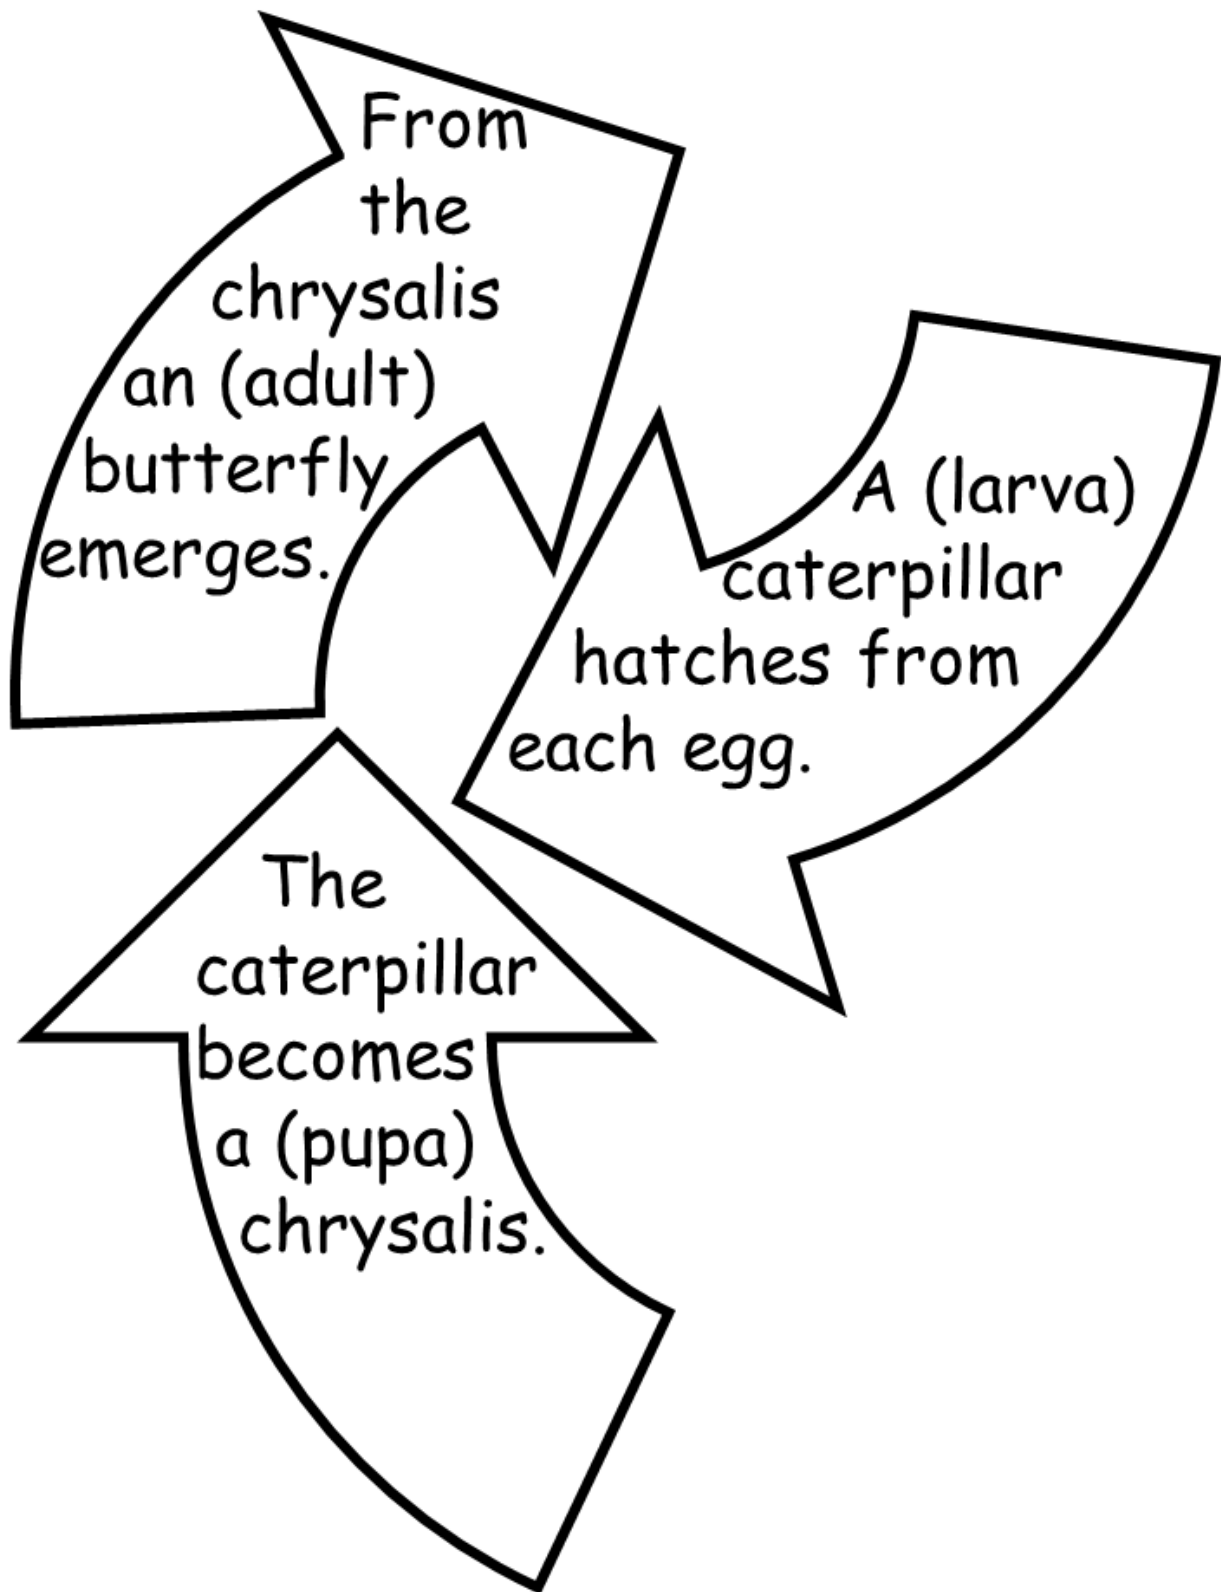 From
the
chrysalis
an (adult)
butterfly
emerges.
A (larva)
caterpillar
hatches from
each egg.
The
caterpillar
becomes
a (pupa)
chrysalis.